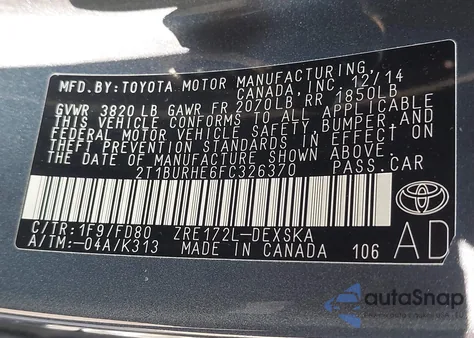 MFD. BY: TOYOTA MOTOR MANUFACTURING,
CANADA, INC. 12/14
GVWR 3820 LB GAWR FR 2020 LB RR 1850LB
THIS VEHICLE CONFORMS TO ALL APPLICABLE
FEDERAL MOTOR VEHICLE SAFETY, BUMPER, AND
THEFT PREVENTION STANDARDS IN EFFECT ON
THE DATE OF MANUFACTURE SHOWN ABOVE.
2T1BURHE6FC326370 PASS. CAR
C/TR: 1F9/FD80 ZRE172L-DEXSKA
A/TM: -04A/K313 MADE IN CANADA 106
AD
autoSnap